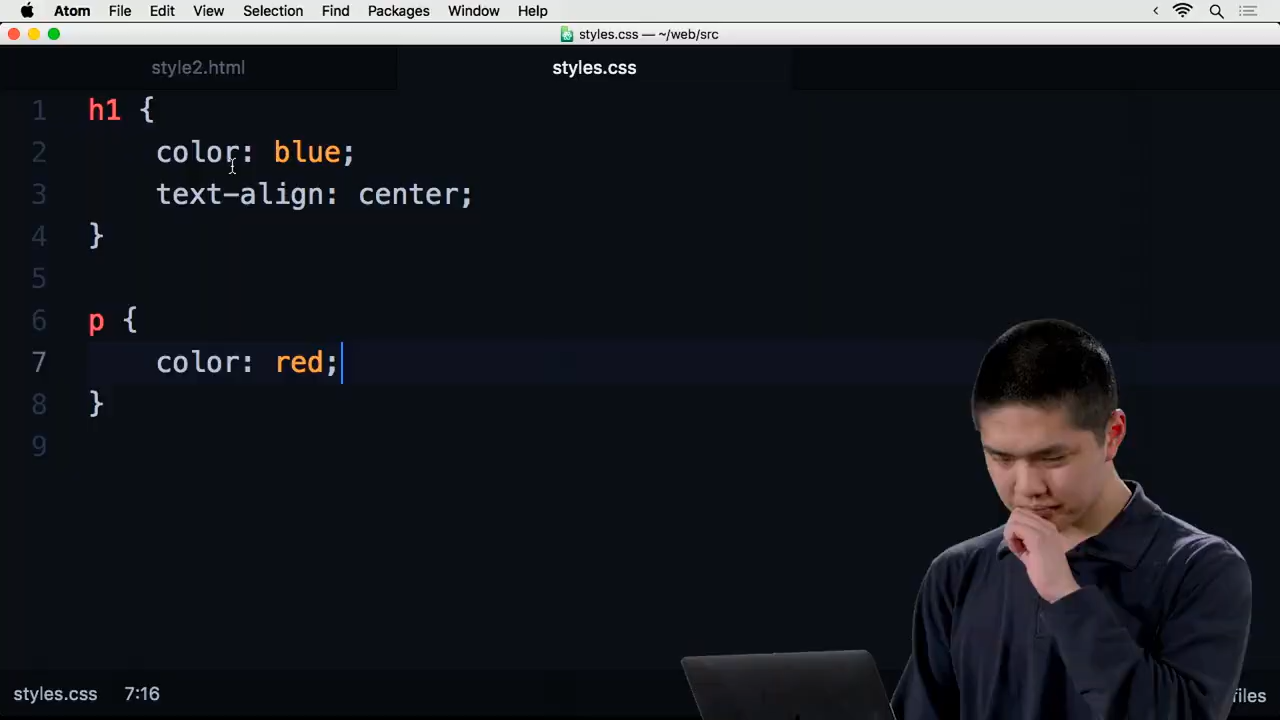 Atom File Edit View Selection Find Packages Window Help
styles.css — ~/web/src
style2.html styles.css
1 h1 {
2 color: blue;
3 text-align: center;
4 }
5
6 p {
7 color: red;
8 }
9
styles.css 7:16 files